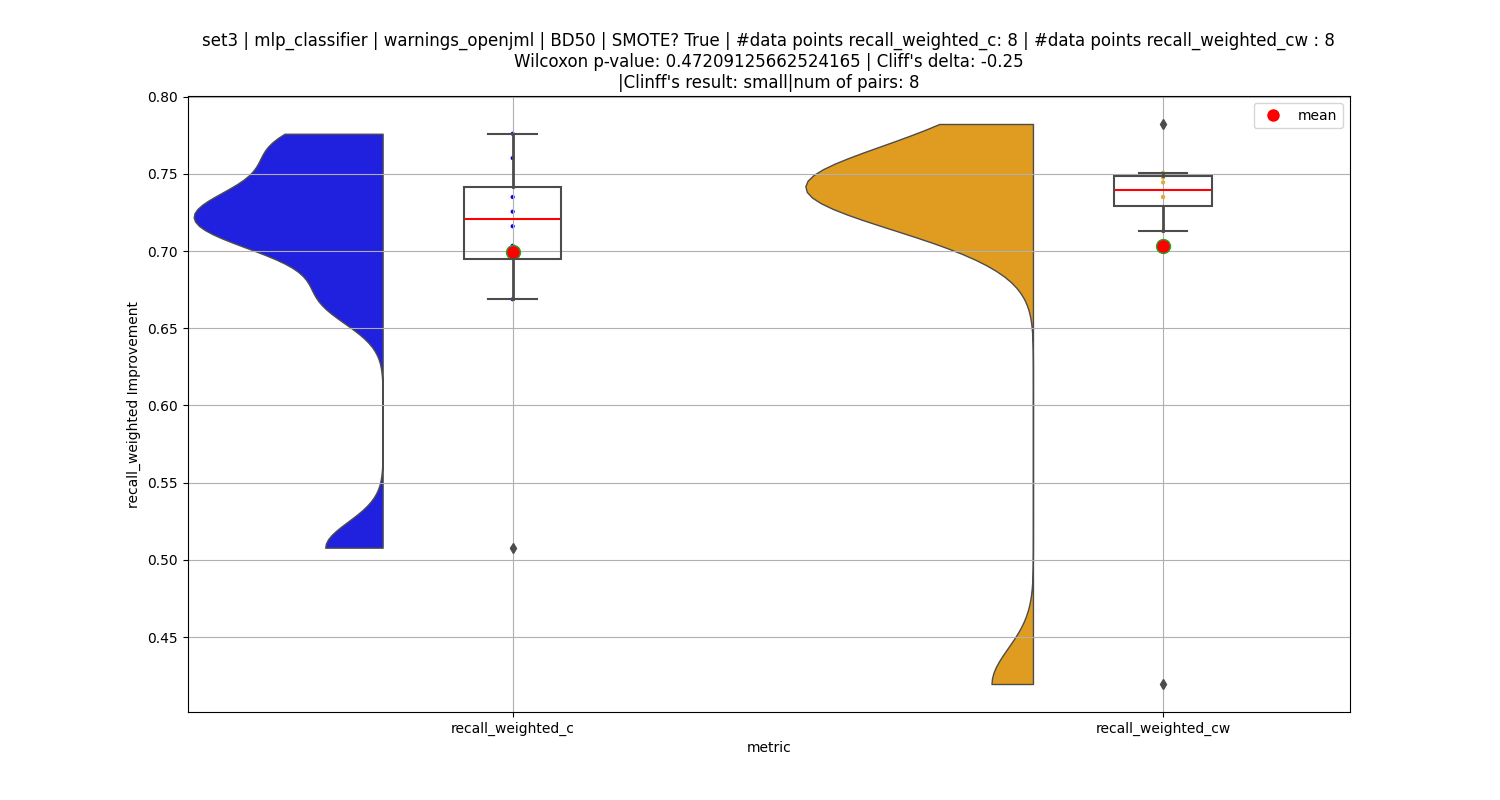 set3 | mlp_classifier | warnings_openjml | BD50 | SMOTE? True | #data points recall_weighted_c: 8 | #data points recall_weighted_cw : 8
Wilcoxon p-value: 0.47209125662524165 | Cliff's delta: -0.25
|Clinff's result: small|num of pairs: 8
mean
0.80
0.75
0.70
0.65
0.60
0.55
0.50
0.45
recall_weighted Improvement
recall_weighted_c
recall_weighted_cw
metric